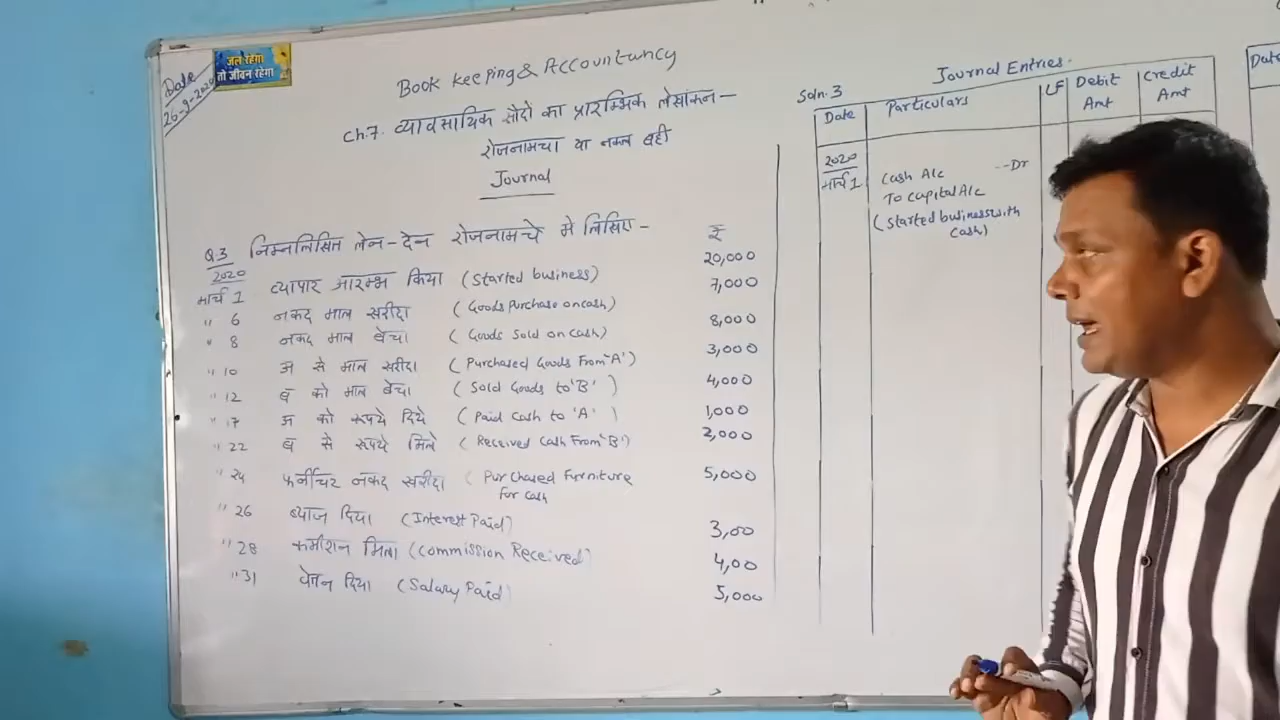 Date
26-9-2020
जल रहेगा
तो जीवन रहेगा
Book Keeping & Accountancy
Ch.7. व्यावसायिक सौदों का प्रारम्भिक लेखांकन -
रोजनामचा या नकल बही
Journal
Q.3 निम्नलिखित लेन-देन रोजनामचे में लिखिए -
₹
2020
मार्च 1 व्यापार आरम्भ किया (Started business) 20,000
" 6 नकद माल खरीदा (Goods Purchase on cash) 7,000
" 8 नकद माल बेचा (Goods Sold on Cash) 8,000
" 10 अ से माल खरीदा (Purchased Goods From 'A') 3,000
" 12 ब को माल बेचा (Sold Goods to 'B') 4,000
" 17 अ को रूपये दिये (Paid Cash to 'A') 1,000
" 22 ब से रूपये मिले (Received Cash From 'B') 2,000
" 24 फर्नीचर नकद खरीदा (Purchased Furniture 5,000
For Cash
" 26 ब्याज दिया (Interest Paid) 3,00
" 28 कमीशन मिला (Commission Received) 4,00
" 31 वेतन दिया (Salary Paid) 5,000
Journal Entries.
Soln. 3
Date Particulars LF Debit Amt Credit Amt
2020
मार्च 1 Cash A/c --Dr
To Capital A/c
(Started business with
Cash)
Date